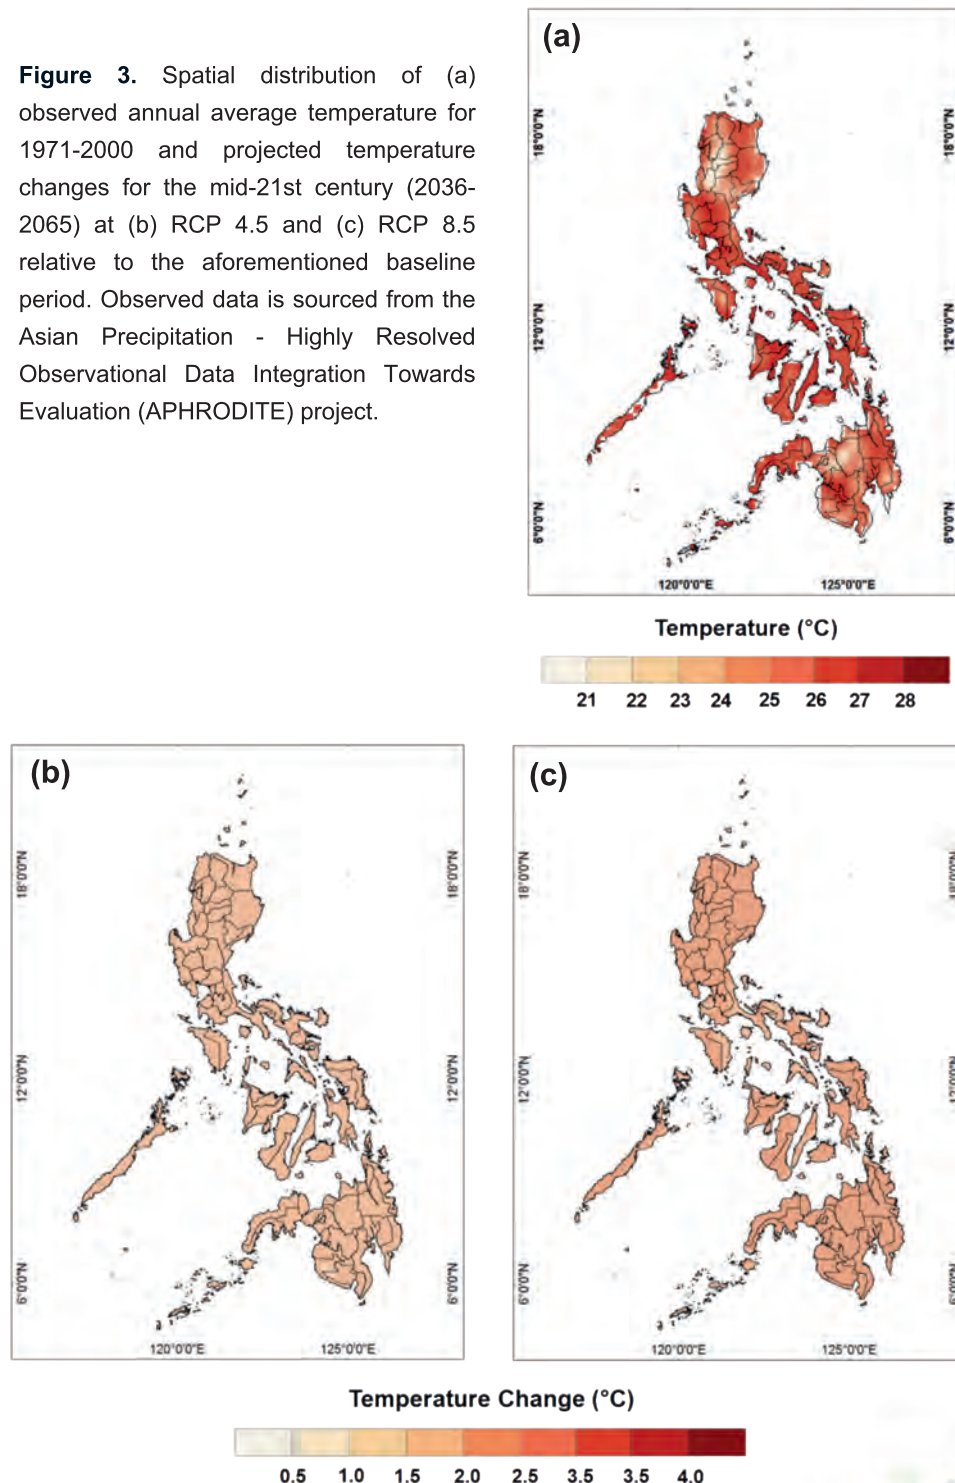 Figure 3. Spatial distribution of (a)
observed annual average temperature for
1971-2000 and projected temperature
changes for the mid-21st century (2036-
2065) at (b) RCP 4.5 and (c) RCP 8.5
relative to the aforementioned baseline
period. Observed data is sourced from the
Asian Precipitation - Highly Resolved
Observational Data Integration Towards
Evaluation (APHRODITE) project.
(a)
18°0'0"N
18°0'0"N
12°0'0"N
12°0'0"N
6°0'0"N
6°0'0"N
120°0'0"E 125°0'0"E
Temperature (°C)
21 22 23 24 25 26 27 28
(b)
18°0'0"N
18°0'0"N
12°0'0"N
12°0'0"N
6°0'0"N
6°0'0"N
120°0'0"E 125°0'0"E
(c)
18°0'0"N
12°0'0"N
6°0'0"N
120°0'0"E 125°0'0"E
Temperature Change (°C)
0.5 1.0 1.5 2.0 2.5 3.5 3.5 4.0